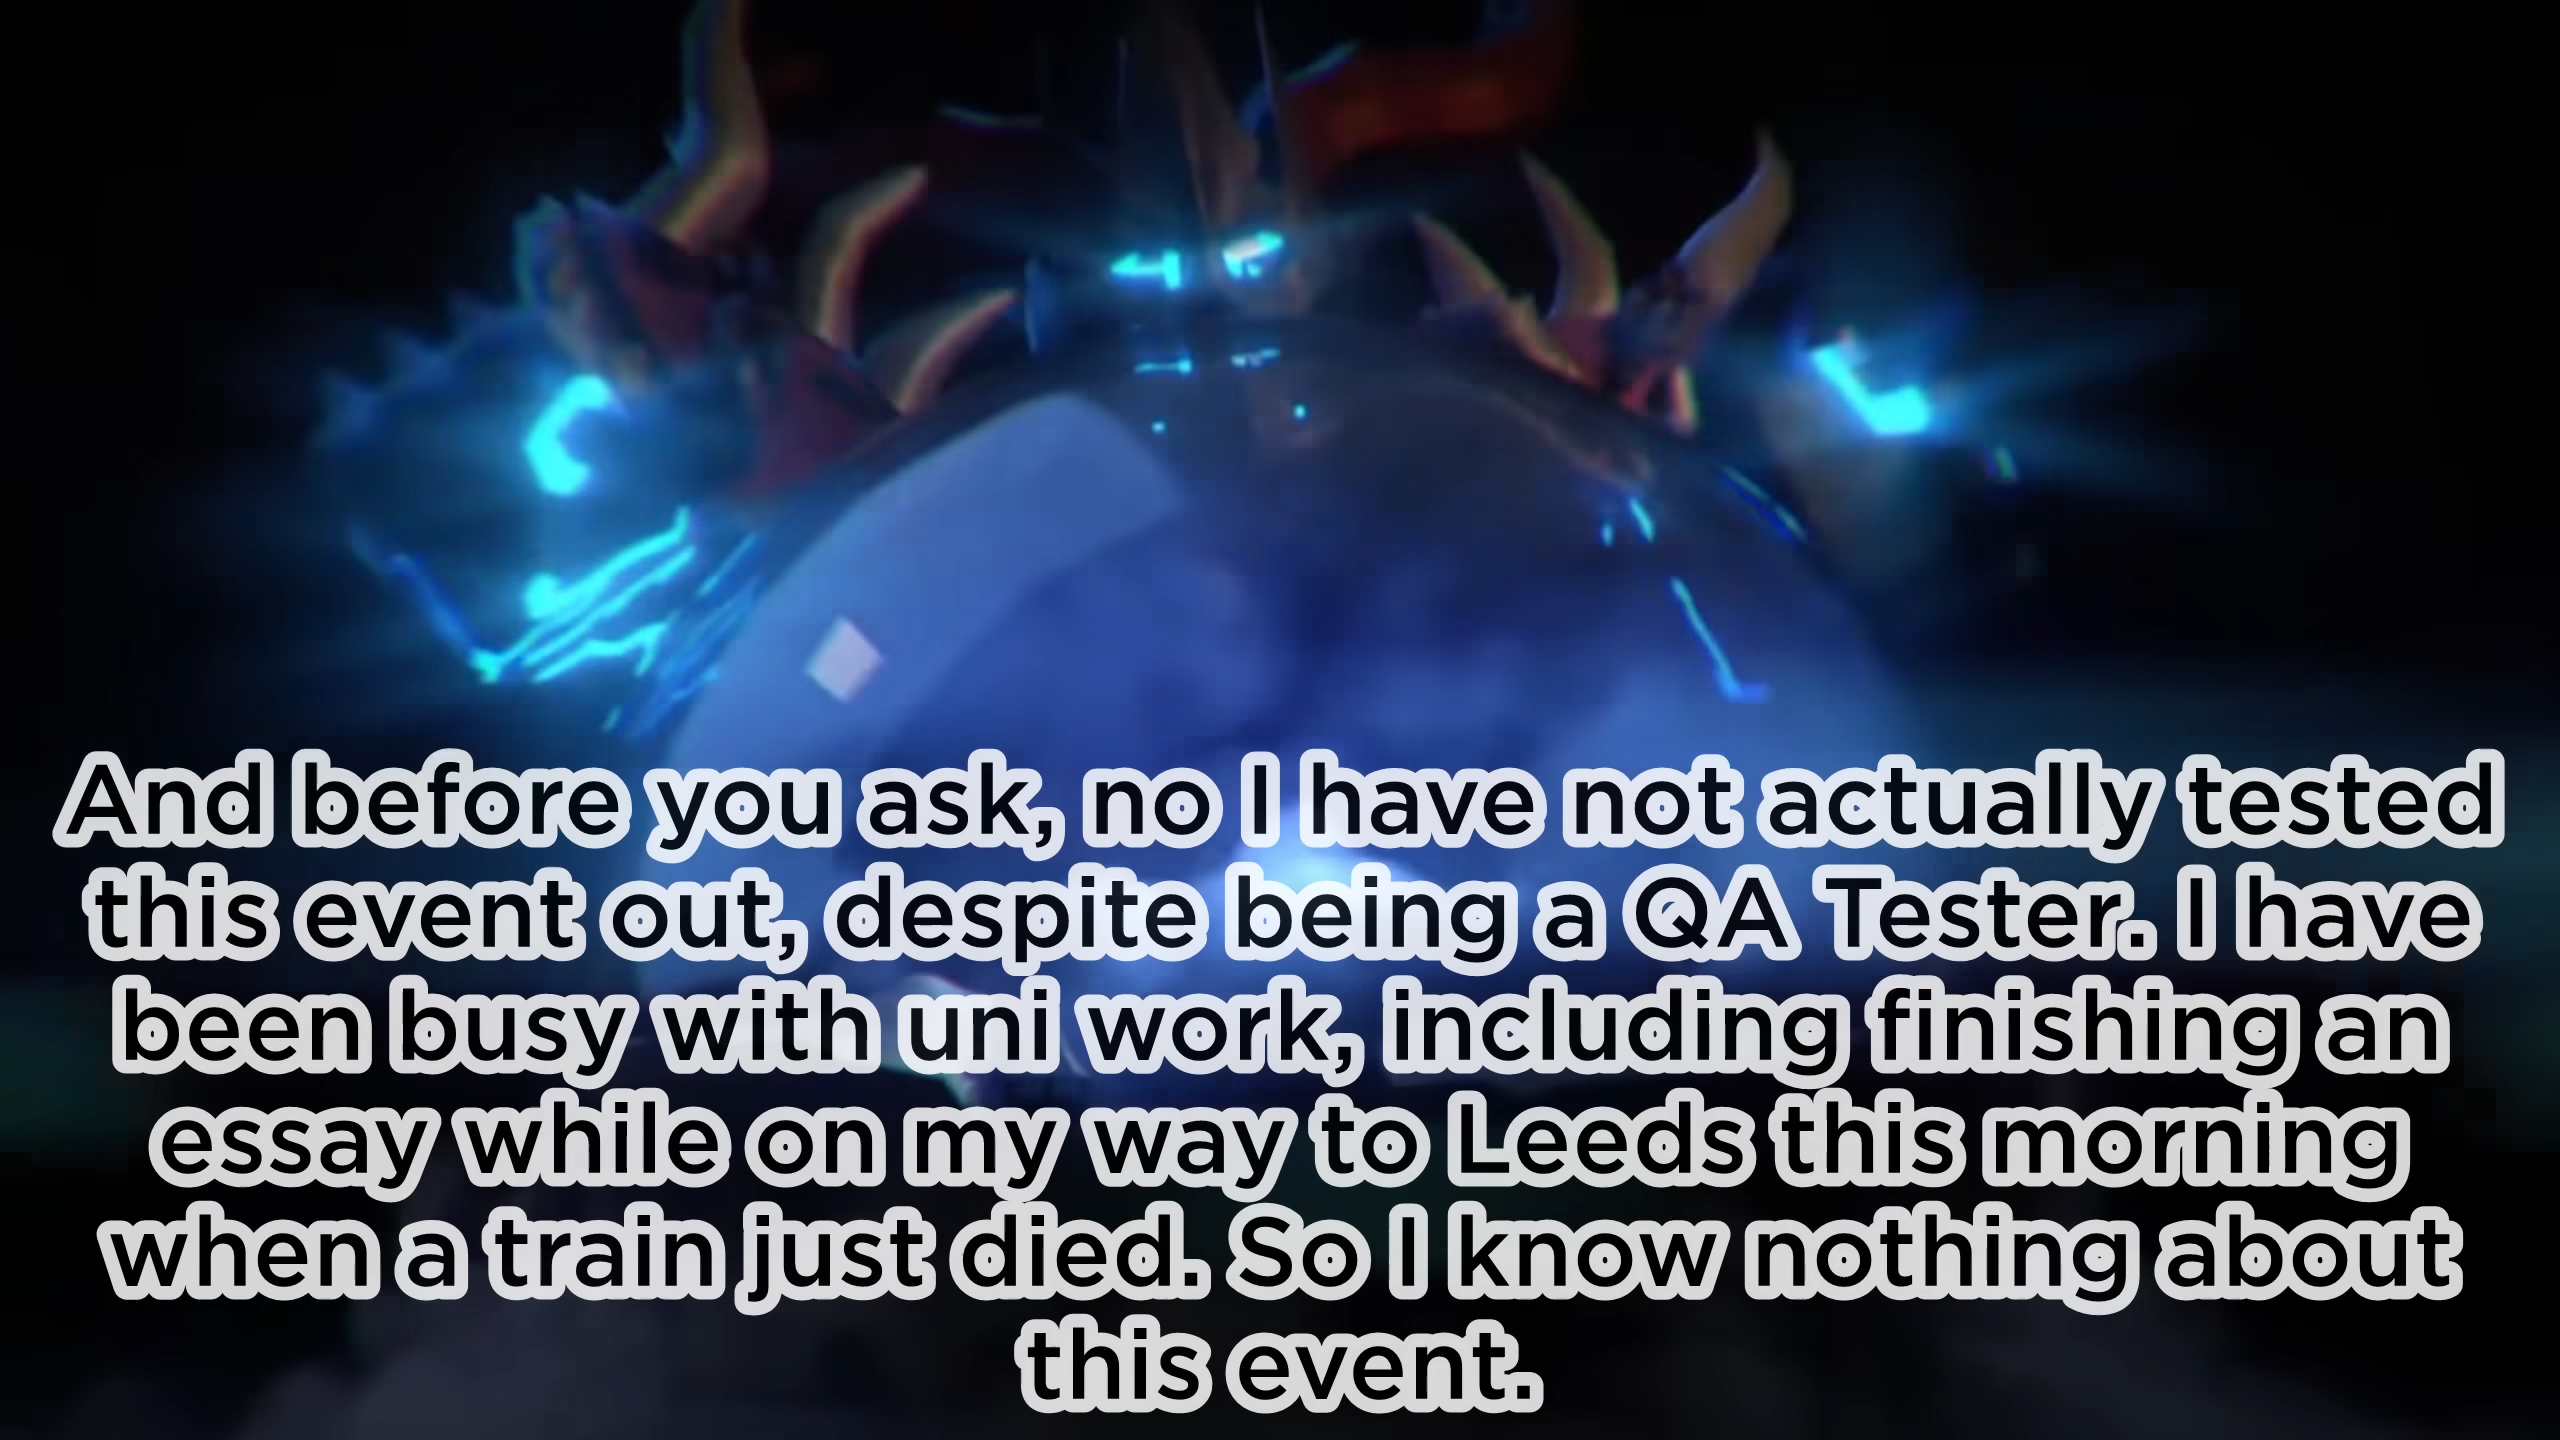 And before you ask, no I have not actually tested
this event out, despite being a QA Tester. I have
been busy with uni work, including finishing an
essay while on my way to Leeds this morning
when a train just died. So I know nothing about
this event.